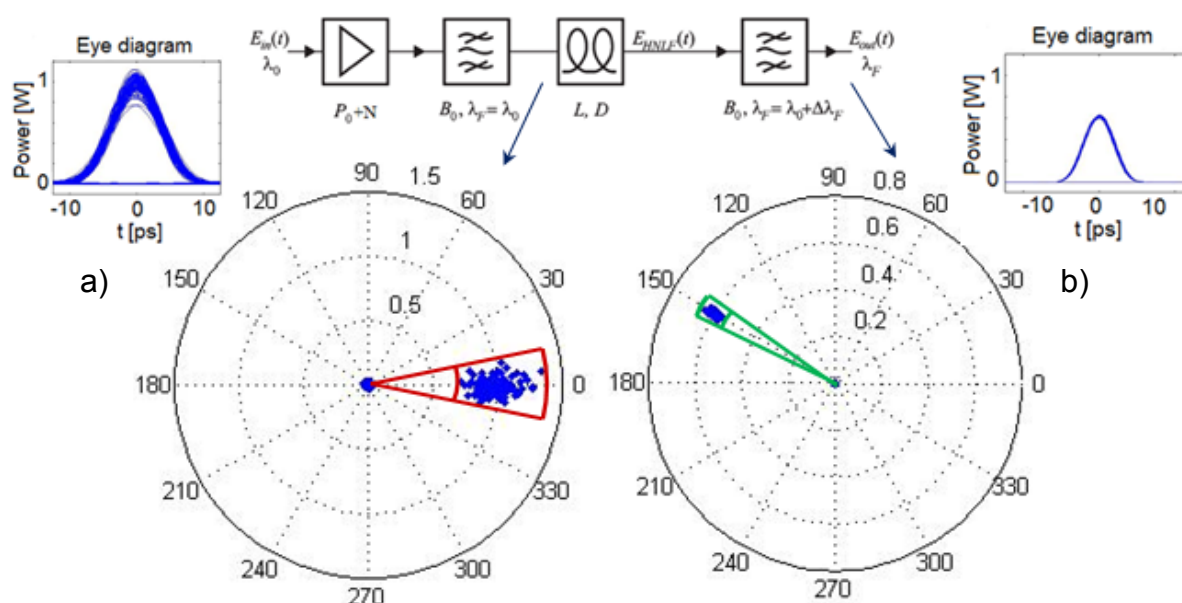 E_in(t)
λ_0
E_HNLF(t)
E_out(t)
λ_F
P_0+N
B_0, λ_F = λ_0
L, D
B_0, λ_F = λ_0+Δλ_F
Eye diagram
Power [W]
1
0
-10 0 10
t [ps]
Eye diagram
Power [W]
1
0
-10 0 10
t [ps]
a)
90
1.5
120
60
1
150
30
0.5
180
0
210
330
240
300
270
b)
90
0.8
120
60
0.6
150
0.4
30
0.2
180
0
210
330
240
300
270